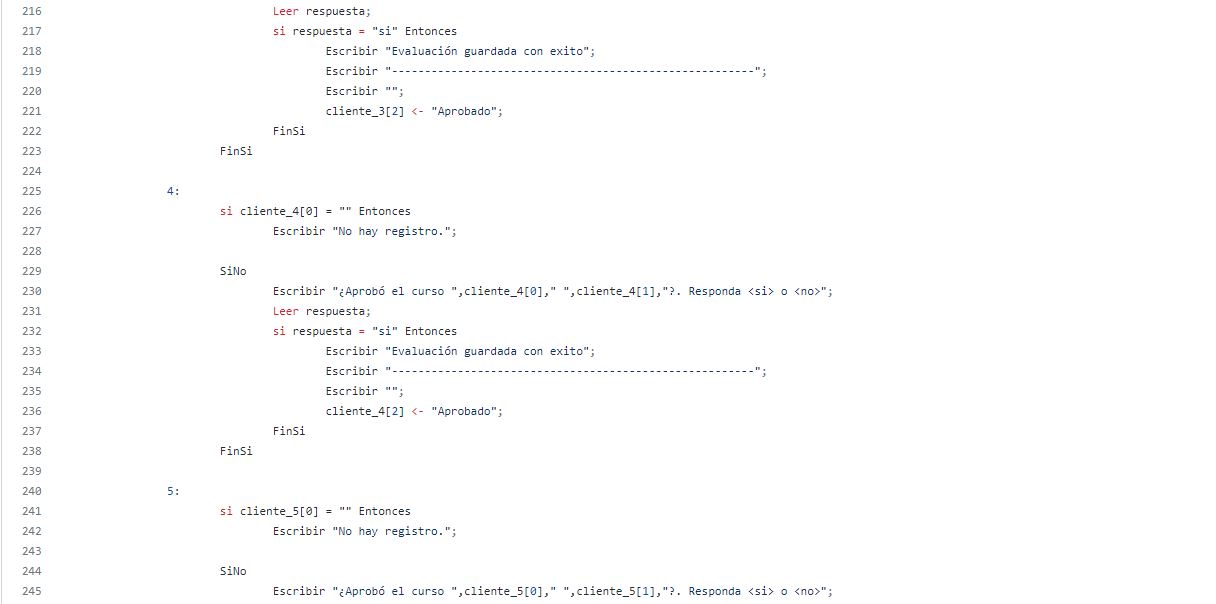 216 Leer respuesta;
217 si respuesta = "si" Entonces
218 Escribir "Evaluación guardada con exito";
219 Escribir "-------------------------------------------------------";
220 Escribir "";
221 cliente_3[2] <- "Aprobado";
222 FinSi
223 FinSi
224
225 4:
226 si cliente_4[0] = "" Entonces
227 Escribir "No hay registro.";
228
229 SiNo
230 Escribir "¿Aprobó el curso ",cliente_4[0]," ",cliente_4[1],"?. Responda <si> o <no>";
231 Leer respuesta;
232 si respuesta = "si" Entonces
233 Escribir "Evaluación guardada con exito";
234 Escribir "-------------------------------------------------------";
235 Escribir "";
236 cliente_4[2] <- "Aprobado";
237 FinSi
238 FinSi
239
240 5:
241 si cliente_5[0] = "" Entonces
242 Escribir "No hay registro.";
243
244 SiNo
245 Escribir "¿Aprobó el curso ",cliente_5[0]," ",cliente_5[1],"?. Responda <si> o <no>";